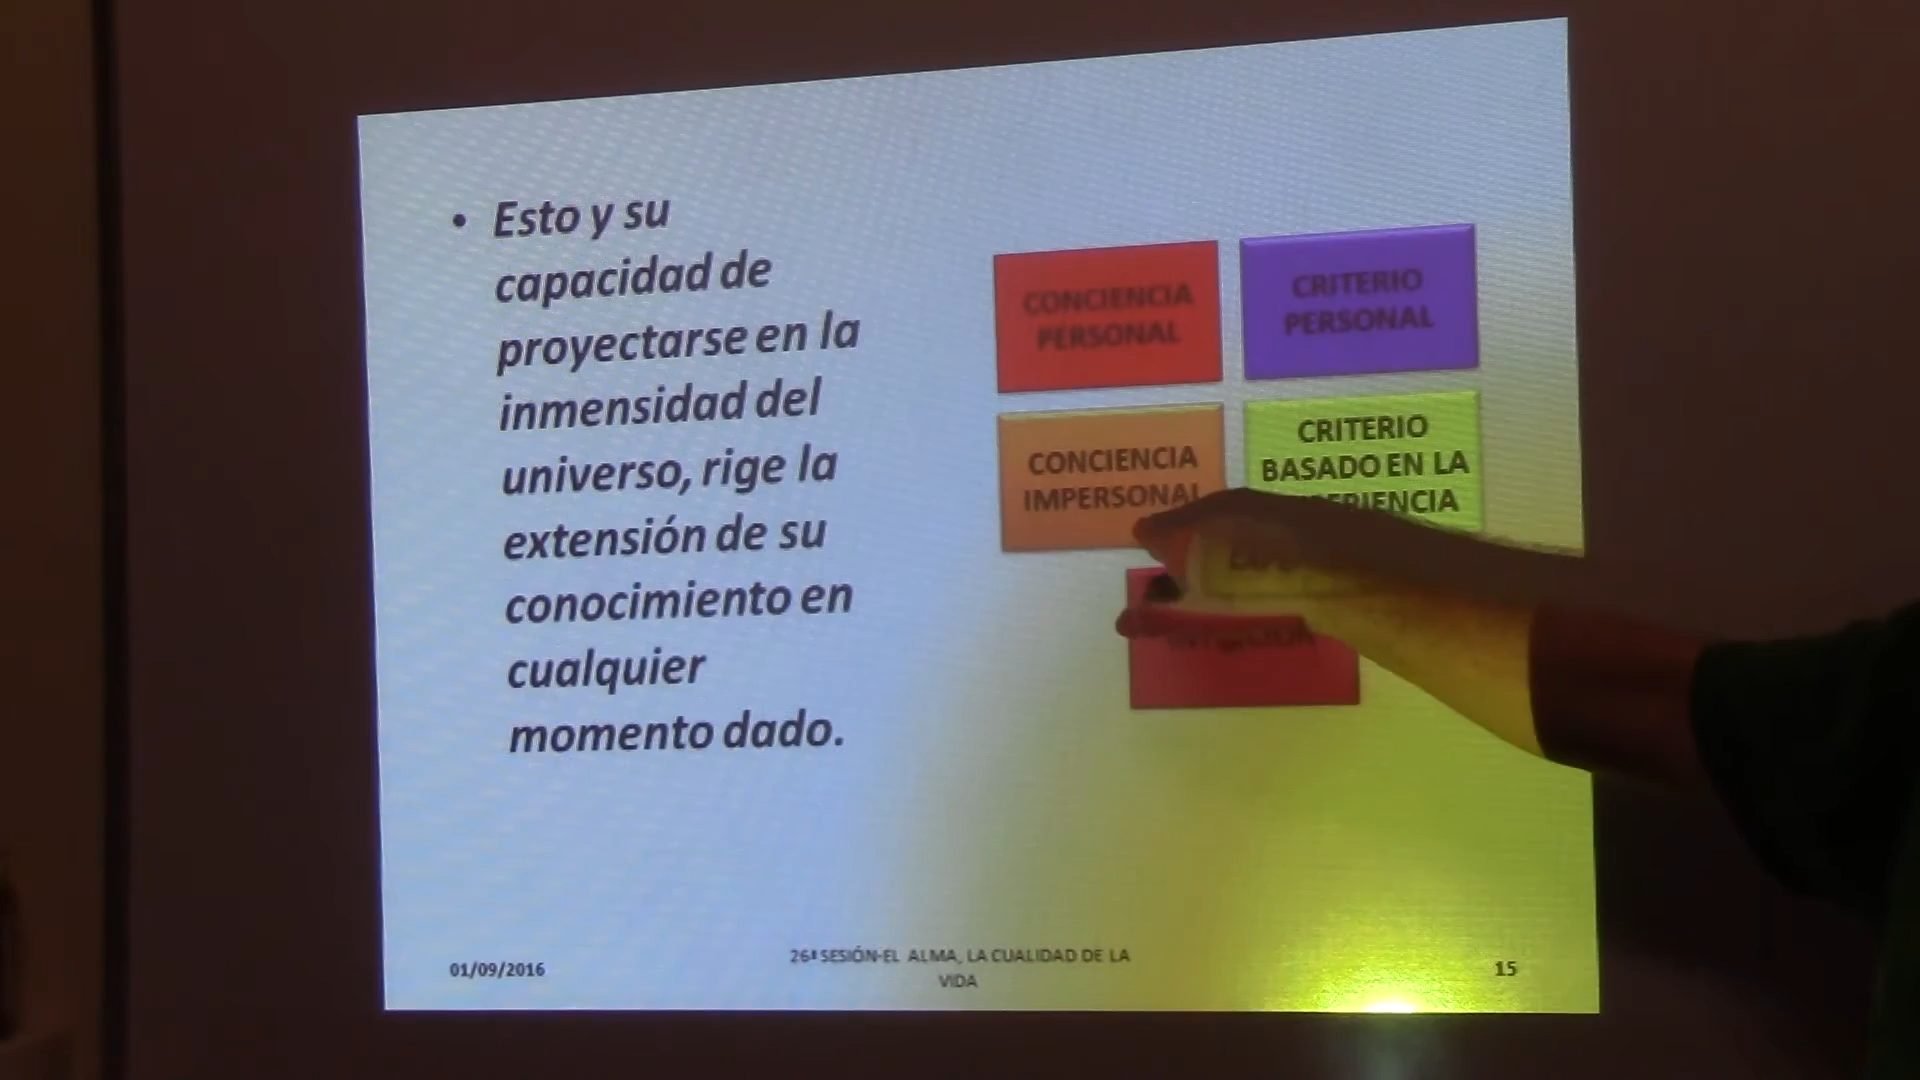 • Esto y su
capacidad de
proyectarse en la
inmensidad del
universo, rige la
extensión de su
conocimiento en
cualquier
momento dado.
CONCIENCIA
PERSONAL
CRITERIO
PERSONAL
CONCIENCIA
IMPERSONAL
CRITERIO
BASADO EN LA
01/09/2016
26ª SESIÓN-EL ALMA, LA CUALIDAD DE LA
VIDA
15